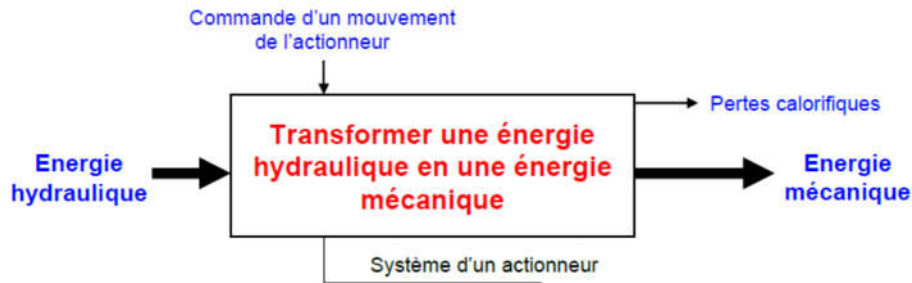 Commande d'un mouvement
de l'actionneur
Pertes calorifiques
Transformer une énergie
hydraulique en une énergie
mécanique
Energie
hydraulique
Energie
mécanique
Système d'un actionneur